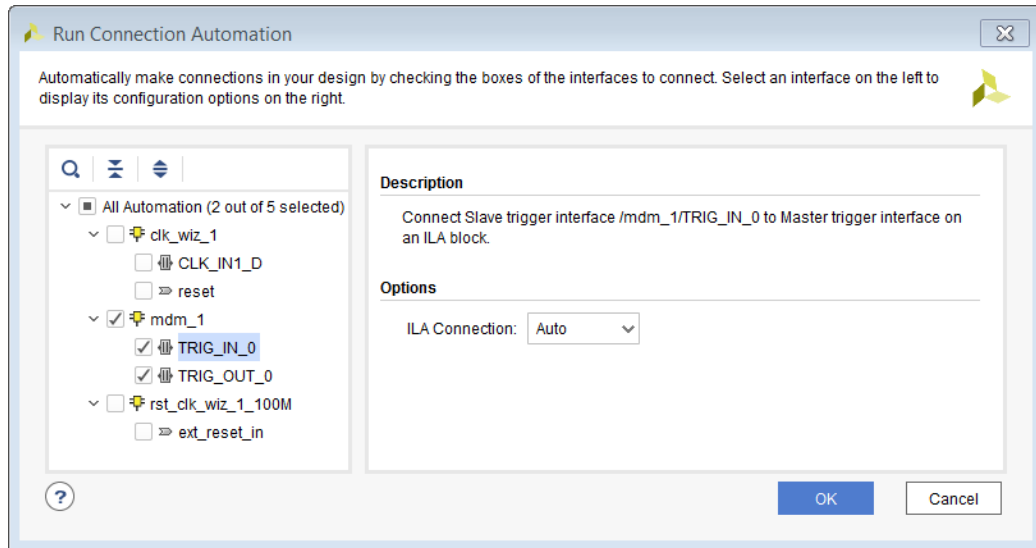 Run Connection Automation
Automatically make connections in your design by checking the boxes of the interfaces to connect. Select an interface on the left to
display its configuration options on the right.
All Automation (2 out of 5 selected)
clk_wiz_1
CLK_IN1_D
reset
mdm_1
TRIG_IN_0
TRIG_OUT_0
rst_clk_wiz_1_100M
ext_reset_in
Description
Connect Slave trigger interface /mdm_1/TRIG_IN_0 to Master trigger interface on
an ILA block.
Options
ILA Connection: Auto
?
OK Cancel